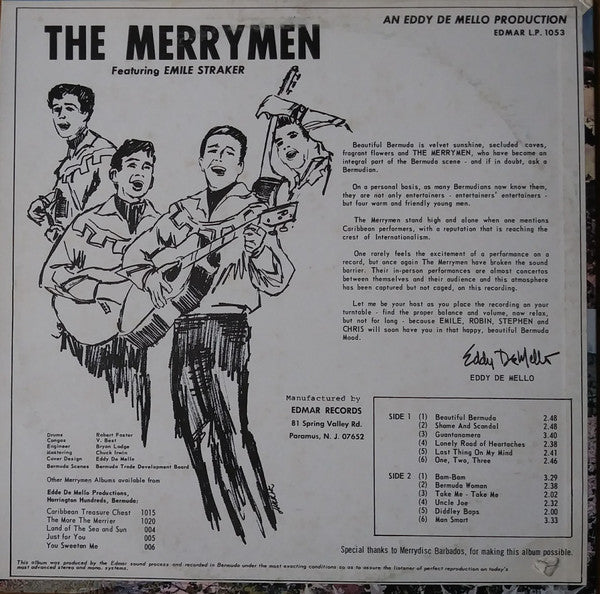 THE MERRYMEN
Featuring EMILE STRAKER
AN EDDY DE MELLO PRODUCTION
EDMAR L.P. 1053
Beautiful Bermuda is velvet sunshine, secluded caves,
fragrant flowers and THE MERRYMEN, who have become an
integral part of the Bermuda scene - and if in doubt, ask a
Bermudian.
On a personal basis, as many Bermudians now know them,
they are not only entertainers - entertainers' entertainers -
but four warm and friendly young men.
The Merrymen stand high and alone when one mentions
Caribbean performers, with a reputation that is reaching the
crest of Internationalism.
One rarely feels the excitement of a performance on a
record, but once again The Merrymen have broken the sound
barrier. Their in-person performances are almost concertos
between themselves and their audience and this atmosphere
has been captured but not caged, on this recording.
Let me be your host as you place the recording on your
turntable - find the proper balance and volume, now relax,
but not for long - because EMILE, ROBIN, STEPHEN and
CHRIS will soon have you in that happy, beautiful Bermuda
Mood.
Eddy DeMello
EDDY DE MELLO
Manufactured by
EDMAR RECORDS
81 Spring Valley Rd.
Paramus, N. J. 07652
SIDE 1 (1) Beautiful Bermuda 2.48
(2) Shame And Scandal 2.48
(3) Guantanamera 3.40
(4) Lonely Road of Heartaches 2.38
(5) Last Thing On My Mind 2.41
(6) One, Two, Three 2.46
SIDE 2 (1) Bam-Bam 3.29
(2) Bermuda Woman 2.38
(3) Take Me - Take Me 2.02
(4) Uncle Joe 2.32
(5) Diddley Bops 2.00
(6) Man Smart 3.33
Drums Robert Foster
Congas V. Best
Engineer Bryan Lodge
Mastering Chuck Irwin
Cover Design Eddy De Mello
Bermuda Scenes Bermuda Trade Development Board
Other Merrymen Albums available from
Edde De Mello Productions,
Harrington Hundreds, Bermuda:
Caribbean Treasure Chest 1015
The More The Merrier 1020
Land of The Sea and Sun 004
Just for You 005
You Sweeten Me 006
Special thanks to Merrydisc Barbados, for making this album possible.
This album was produced by the Edmar sound process and recorded in Bermuda under the most exacting conditions so as to assure the listener of perfect reproduction on today's
most advanced stereo and mono. systems.